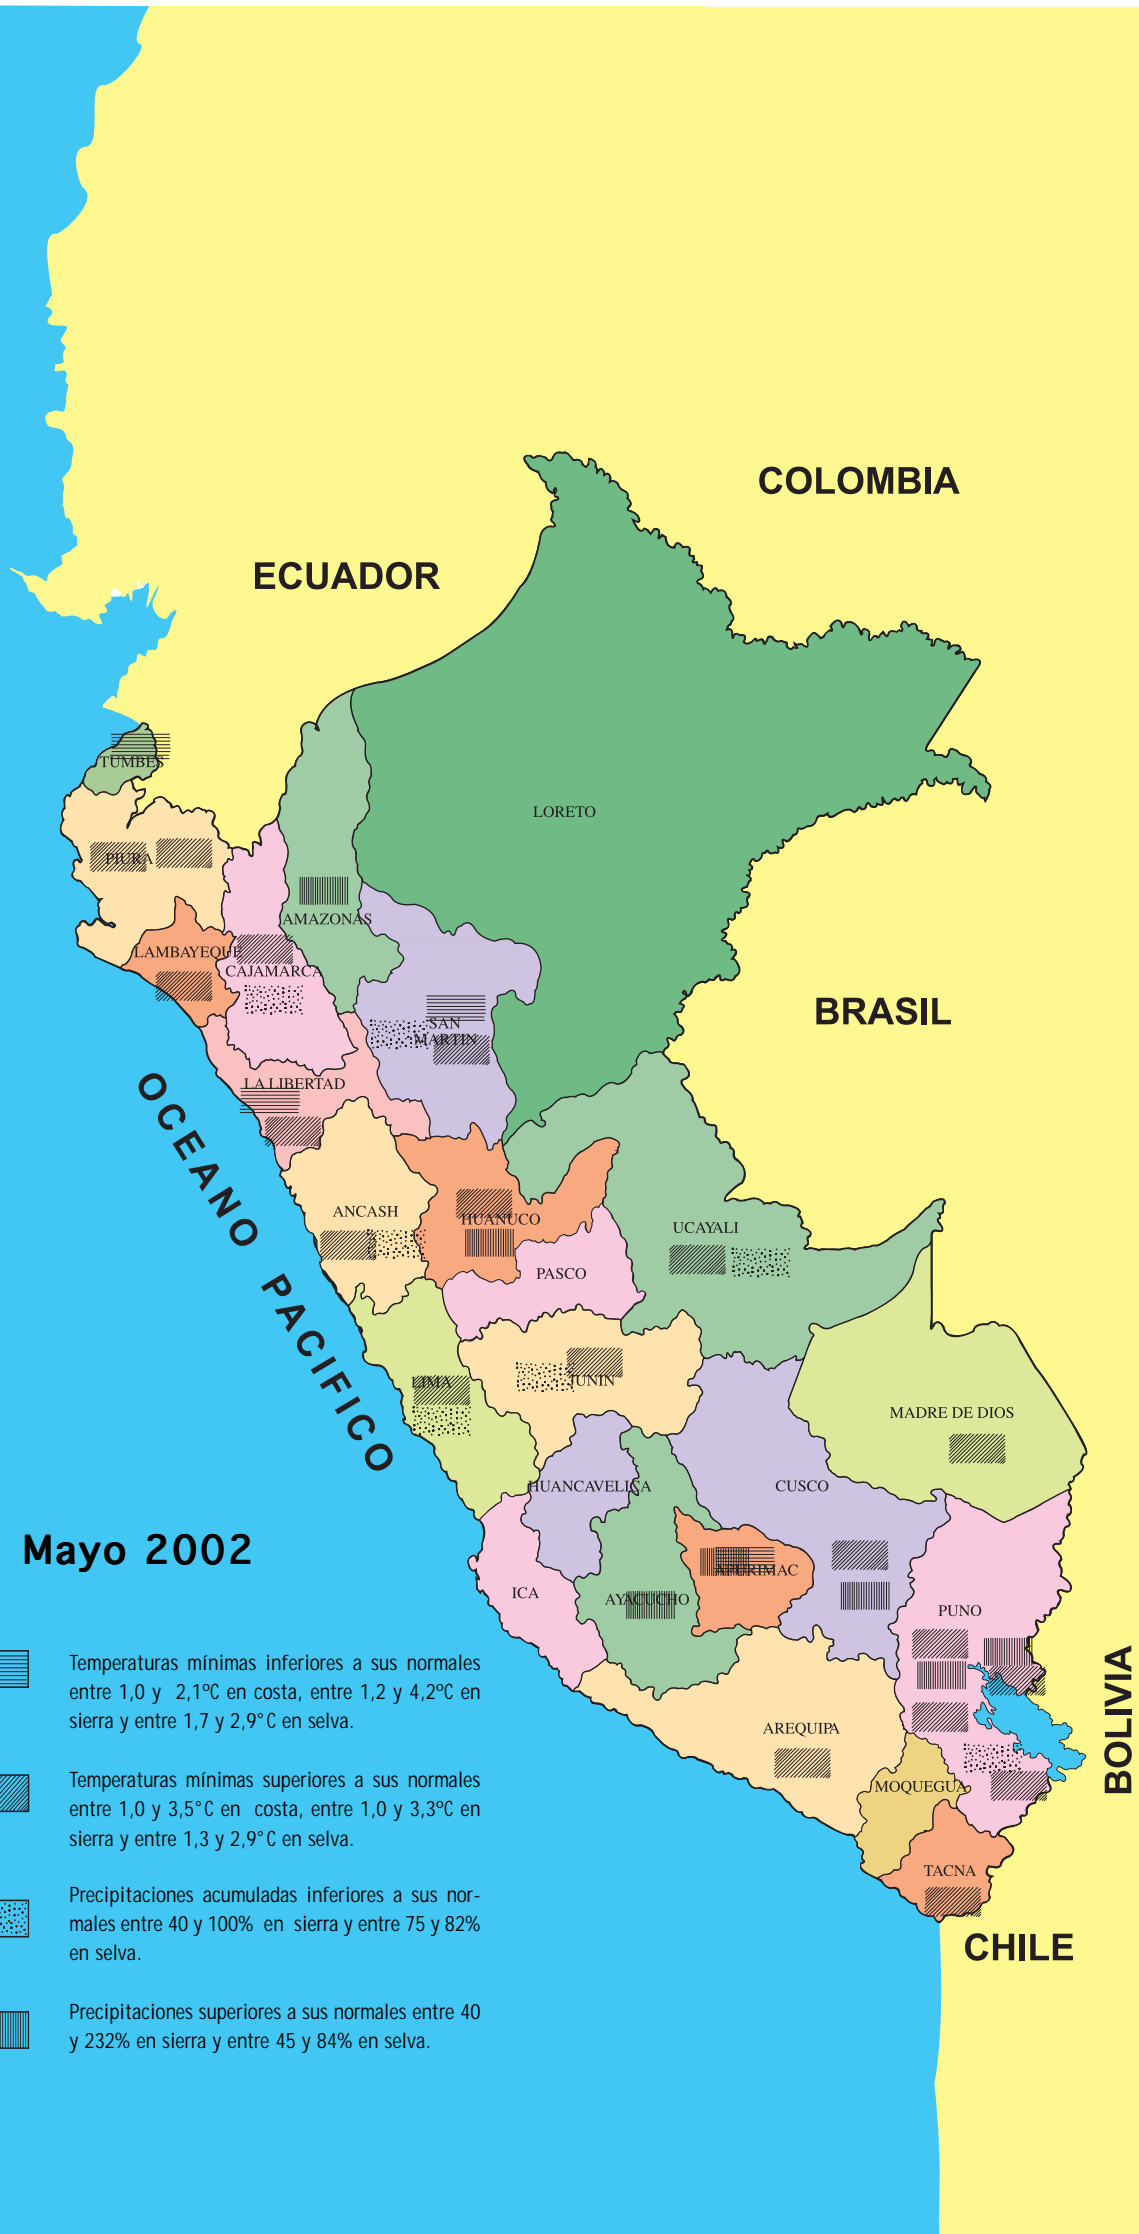 COLOMBIA
ECUADOR
TUMBES
LORETO
PIURA
AMAZONAS
LAMBAYEQUE
CAJAMARCA
BRASIL
SAN
MARTIN
LA LIBERTAD
OCEANO PACIFICO
ANCASH
HUANUCO
UCAYALI
PASCO
LIMA
JUNIN
MADRE DE DIOS
HUANCAVELICA
CUSCO
Mayo 2002
APURIMAC
ICA
AYACUCHO
PUNO
BOLIVIA
AREQUIPA
MOQUEGUA
TACNA
CHILE
Temperaturas mínimas inferiores a sus normales
entre 1,0 y 2,1ºC en costa, entre 1,2 y 4,2ºC en
sierra y entre 1,7 y 2,9°C en selva.
Temperaturas mínimas superiores a sus normales
entre 1,0 y 3,5°C en costa, entre 1,0 y 3,3ºC en
sierra y entre 1,3 y 2,9°C en selva.
Precipitaciones acumuladas inferiores a sus nor-
males entre 40 y 100% en sierra y entre 75 y 82%
en selva.
Precipitaciones superiores a sus normales entre 40
y 232% en sierra y entre 45 y 84% en selva.